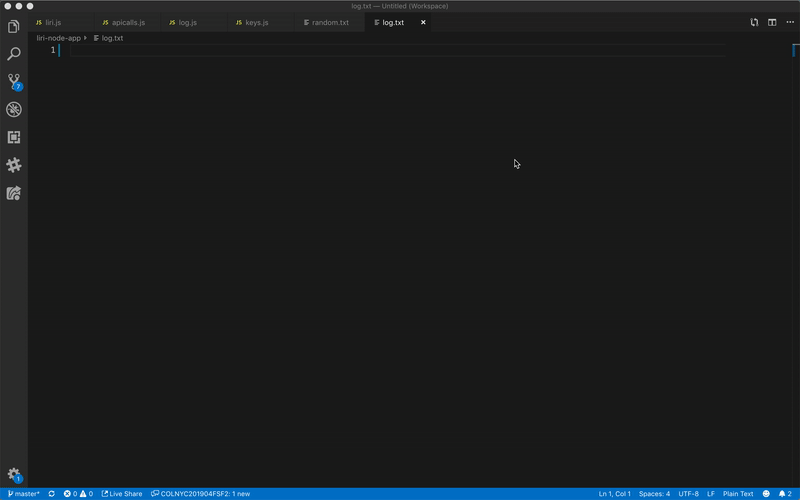 log.txt — Untitled (Workspace)
JS liri.js JS apicalls.js JS log.js JS keys.js random.txt log.txt
liri-node-app log.txt
1
7
1
master* 0 0 Live Share COLNYC201904FSF2: 1 new Ln 1, Col 1 Spaces: 4 UTF-8 LF Plain Text 2